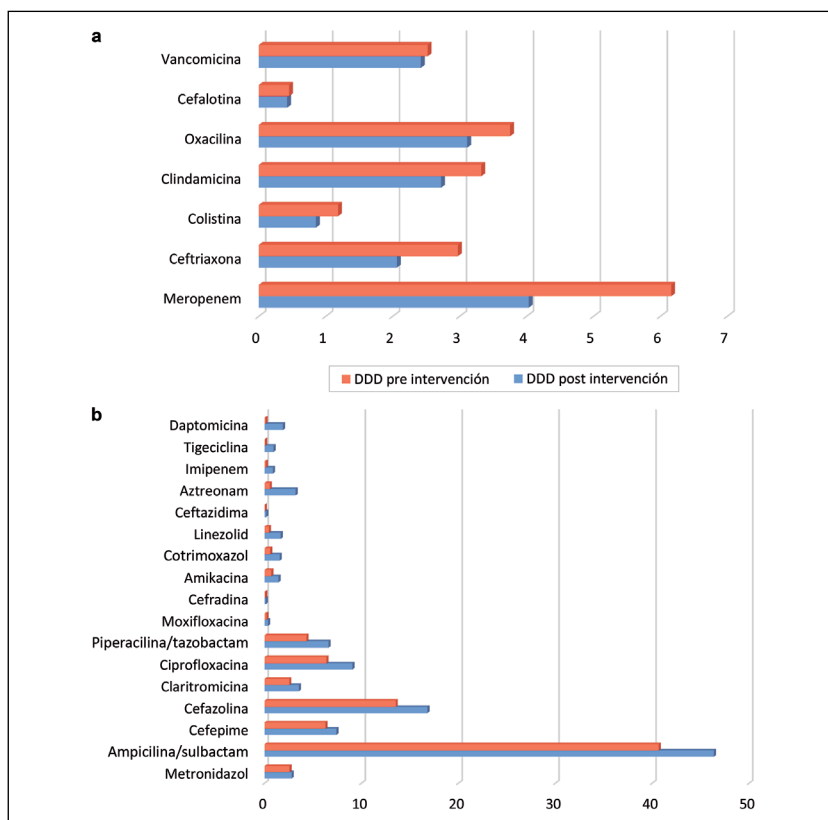 a
Vancomicina
Cefalotina
Oxacilina
Clindamicina
Colistina
Ceftriaxona
Meropenem
0 1 2 3 4 5 6 7
DDD pre intervención DDD post intervención
b
Daptomicina
Tigeciclina
Imipenem
Aztreonam
Ceftazidima
Linezolid
Cotrimoxazol
Amikacina
Cefradina
Moxifloxacina
Piperacilina/tazobactam
Ciprofloxacina
Claritromicina
Cefazolina
Cefepime
Ampicilina/sulbactam
Metronidazol
0 10 20 30 40 50